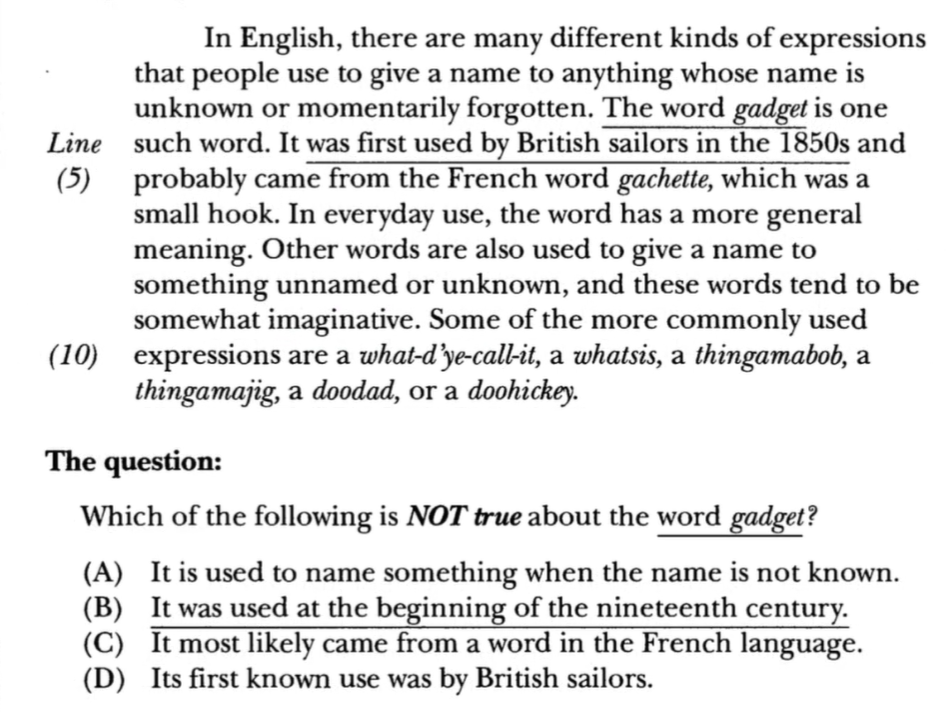 In English, there are many different kinds of expressions
that people use to give a name to anything whose name is
unknown or momentarily forgotten. The word gadget is one
Line such word. It was first used by British sailors in the 1850s and
(5) probably came from the French word gachette, which was a
small hook. In everyday use, the word has a more general
meaning. Other words are also used to give a name to
something unnamed or unknown, and these words tend to be
somewhat imaginative. Some of the more commonly used
(10) expressions are a what-d'ye-call-it, a whatsis, a thingamabob, a
thingamajig, a doodad, or a doohickey.
The question:
Which of the following is NOT true about the word gadget?
(A) It is used to name something when the name is not known.
(B) It was used at the beginning of the nineteenth century.
(C) It most likely came from a word in the French language.
(D) Its first known use was by British sailors.